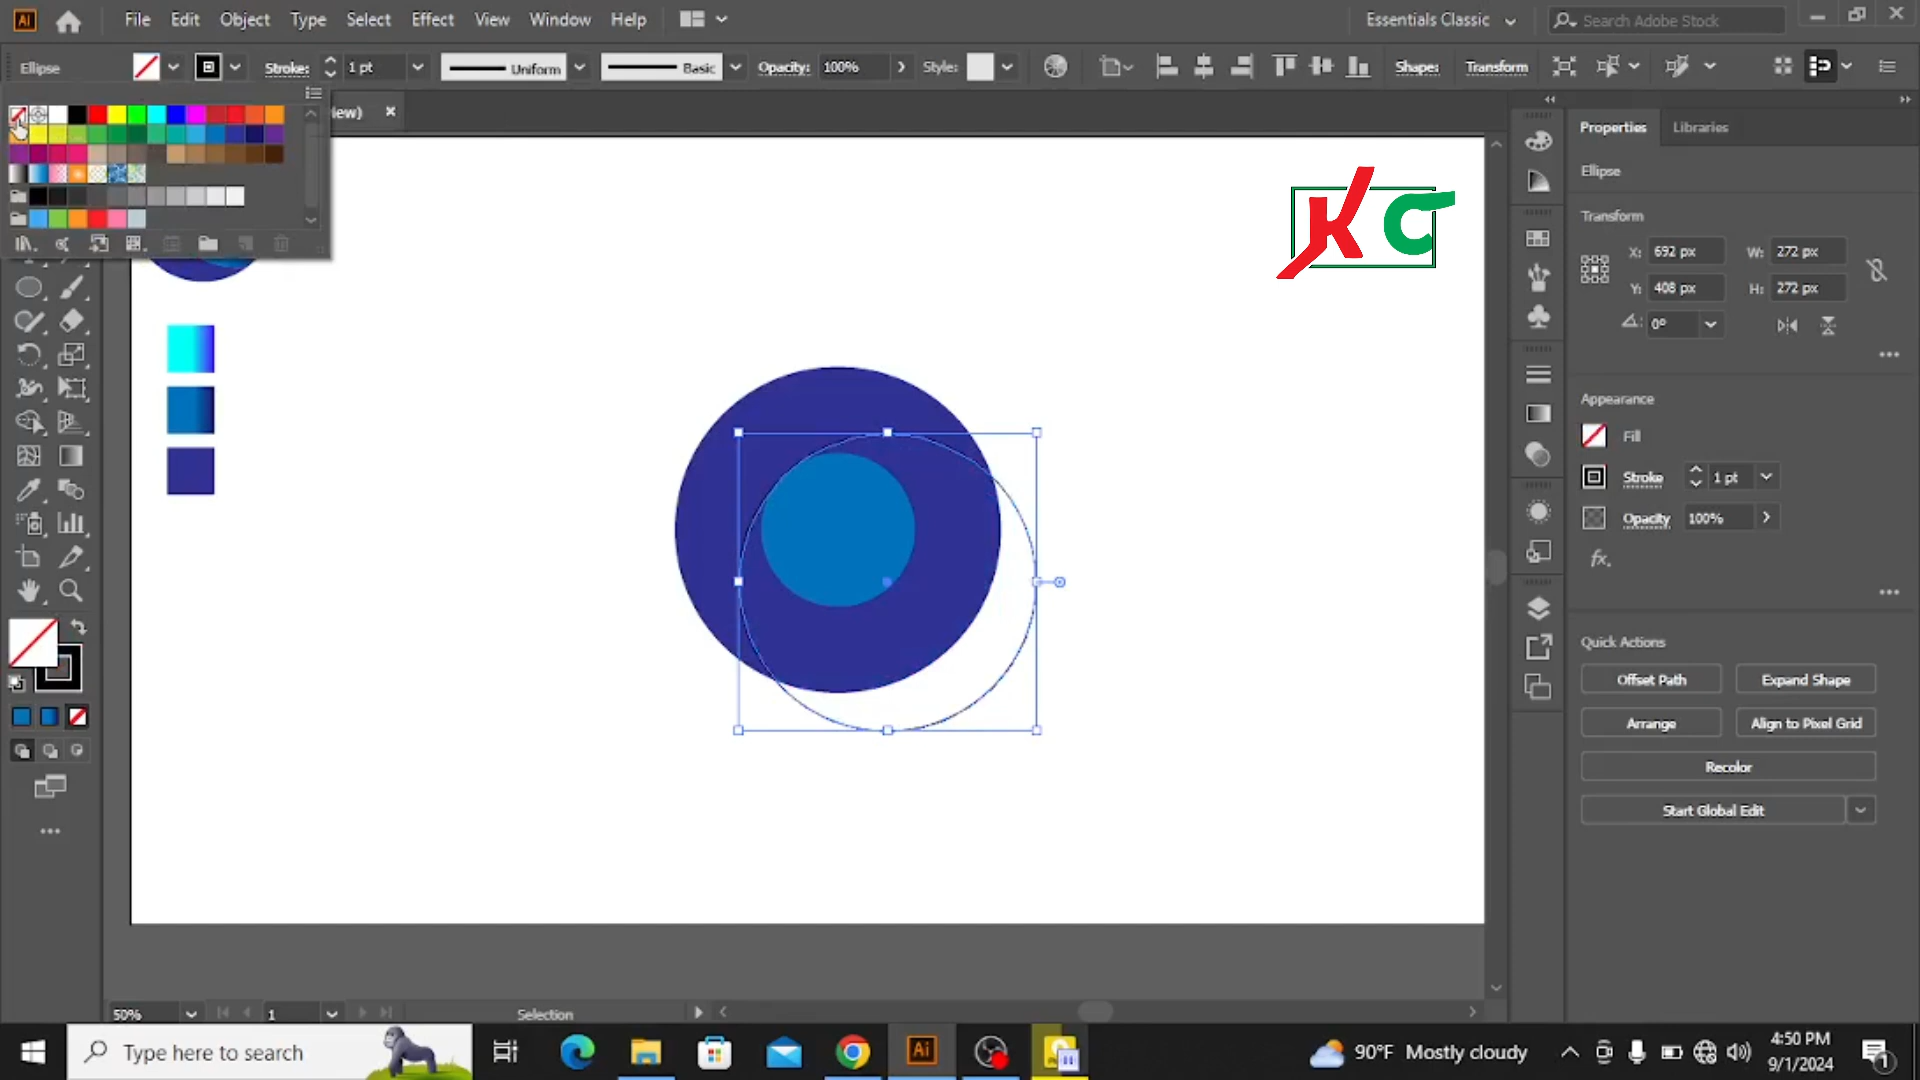 Ai File Edit Object Type Select Effect View Window Help Essentials Classic Search Adobe Stock
Ellipse Stroke: 1 pt Uniform Basic Opacity: 100% Style: Shape: Transform
iew) ×
KC
Properties Libraries
Ellipse
Transform
X: 692 px W: 272 px
Y: 408 px H: 272 px
0°
Appearance
Fill
Stroke 1 pt
Opacity 100%
fx.
Quick Actions
Offset Path Expand Shape
Arrange Align to Pixel Grid
Recolor
Start Global Edit
50% 1 Selection
Type here to search Ai 90°F Mostly cloudy 4:50 PM
9/1/2024 1